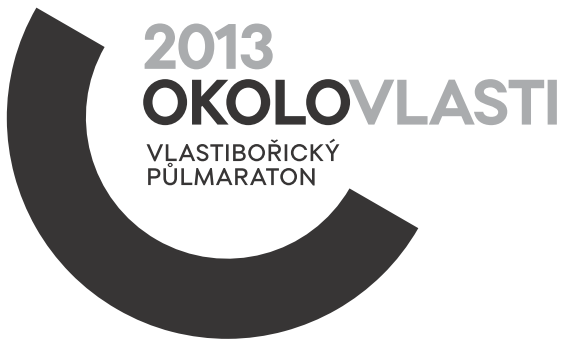 2013
OKOLOVLASTI
VLASTIBOŘICKÝ
PŮLMARATON